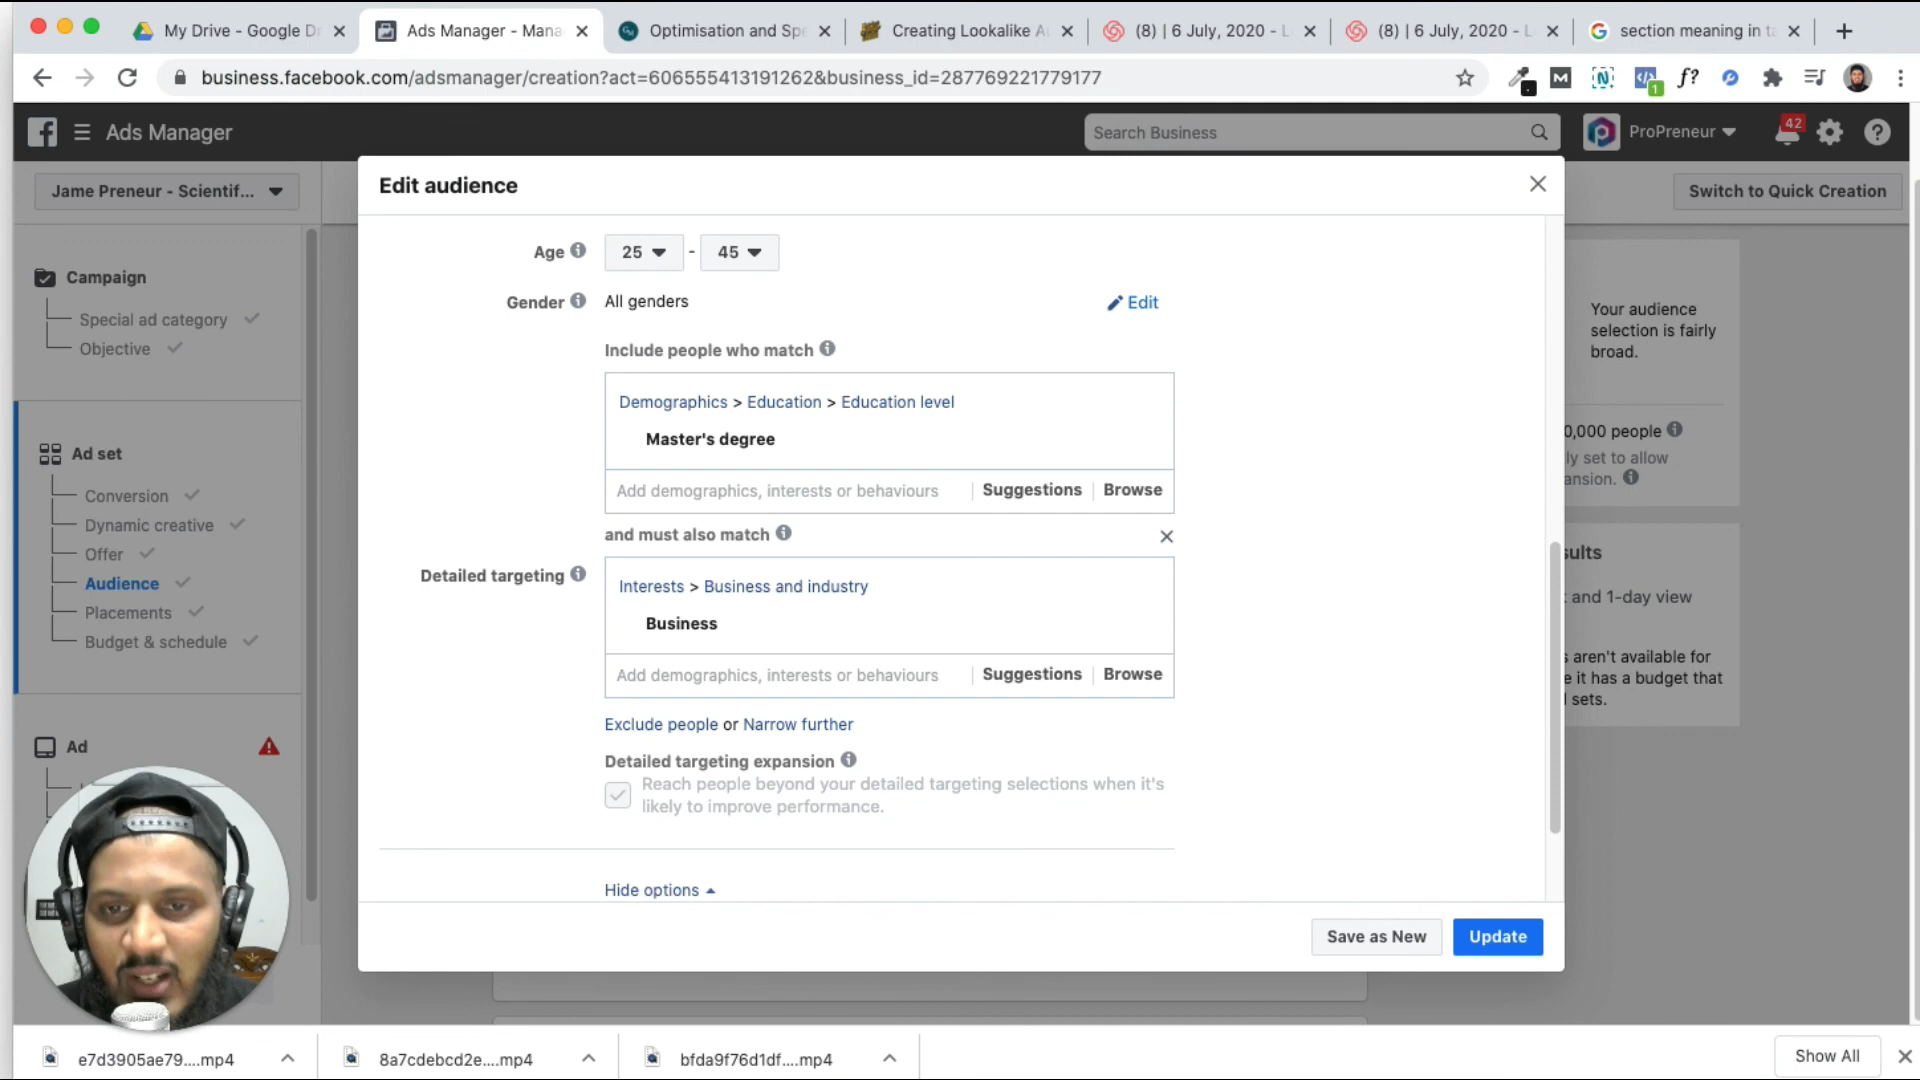 My Drive - Google Dr
Ads Manager - Mana
Optimisation and Spe
Creating Lookalike A
(8) | 6 July, 2020 - L
(8) | 6 July, 2020 - L
section meaning in ta
business.facebook.com/adsmanager/creation?act=606555413191262&business_id=287769221779177
Ads Manager
Search Business
ProPreneur
42
Jame Preneur - Scientif...
Switch to Quick Creation
Campaign
Special ad category
Objective
Ad set
Conversion
Dynamic creative
Offer
Audience
Placements
Budget & schedule
Ad
Edit audience
Age
25 - 45
Gender
All genders
Edit
Include people who match
Demographics > Education > Education level
Master's degree
Add demographics, interests or behaviours
Suggestions
Browse
and must also match
Detailed targeting
Interests > Business and industry
Business
Add demographics, interests or behaviours
Suggestions
Browse
Exclude people or Narrow further
Detailed targeting expansion
Reach people beyond your detailed targeting selections when it's
likely to improve performance.
Hide options
Save as New
Update
Your audience
selection is fairly
broad.
0,000 people
ly set to allow
ansion.
sults
and 1-day view
s aren't available for
e it has a budget that
sets.
e7d3905ae79....mp4
8a7cdebcd2e....mp4
bfda9f76d1df....mp4
Show All